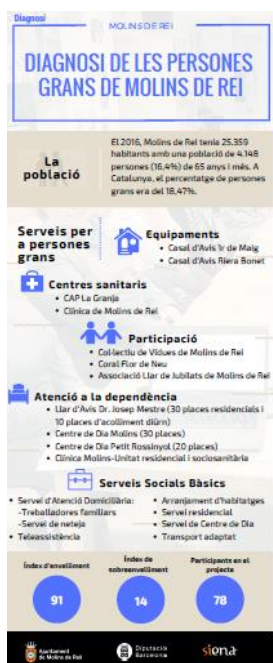 Diagnosi
MOLINS DE REI
DIAGNOSI DE LES PERSONES
GRANS DE MOLINS DE REI
La
població
El 2016, Molins de Rei tenia 25.359
habitants amb una població de 4.148
persones (16,4%) de 65 anys i més. A
Catalunya, el percentatge de persones
grans era del 18,47%.
Serveis per
a persones
grans
Equipaments
• Casal d'Avis 1r de Maig
• Casal d'Avis Riera Bonet
Centres sanitaris
• CAP La Granja
• Clínica de Molins de Rei
Participació
• Col·lectiu de Vidues de Molins de Rei
• Coral Flor de Neu
• Associació Llar de Jubilats de Molins de Rei
Atenció a la dependència
• Llar d'Avis Dr. Josep Mestre (30 places residencials i
10 places d'acolliment diürn)
• Centre de Dia Molins (30 places)
• Centre de Dia Petit Rossinyol (20 places)
• Clínica Molins-Unitat residencial i sociosanitària
Serveis Socials Bàsics
• Servei d'Atenció Domiciliària:
-Treballadores familiars
-Servei de neteja
• Teleassistència
• Arranjament d'habitatges
• Servei residencial
• Servei de Centre de Dia
• Transport adaptat
Índex d'envelliment
91
Índex de
sobreenvelliment
14
Participants en el
projecte
78
Ajuntament
de Molins de Rei
Diputació
Barcelona
siena